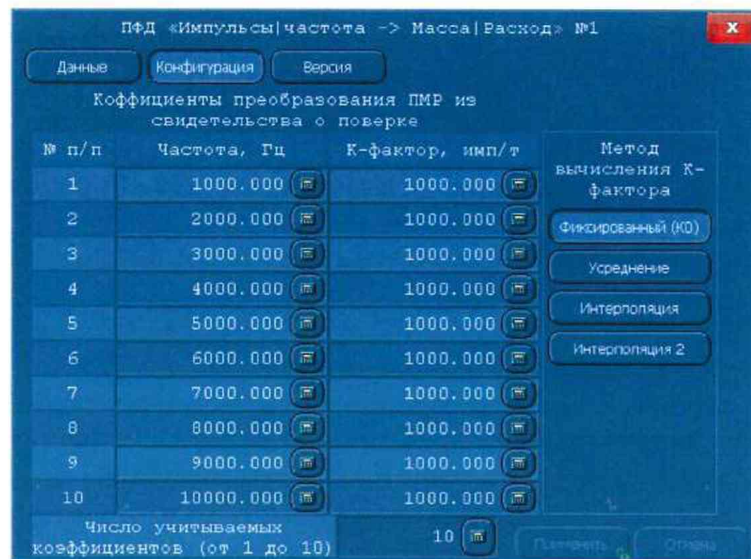 ПФД «Импульсы|частота -> Масса|Расход» №1
x
Данные Конфигурация Версия
Коффициенты преобразования ПМР из
свидетельства о поверке
№ п/п Частота, Гц К-фактор, имп/т
Метод
вычисления К-
фактора
1 1000.000 1000.000
2 2000.000 1000.000
Фиксированный (К0)
3 3000.000 1000.000
Усреднение
4 4000.000 1000.000
Интерполяция
5 5000.000 1000.000
6 6000.000 1000.000
Интерполяция 2
7 7000.000 1000.000
8 8000.000 1000.000
9 9000.000 1000.000
10 10000.000 1000.000
Число учитываемых
коэффициентов (от 1 до 10)
10
Применить Отмена